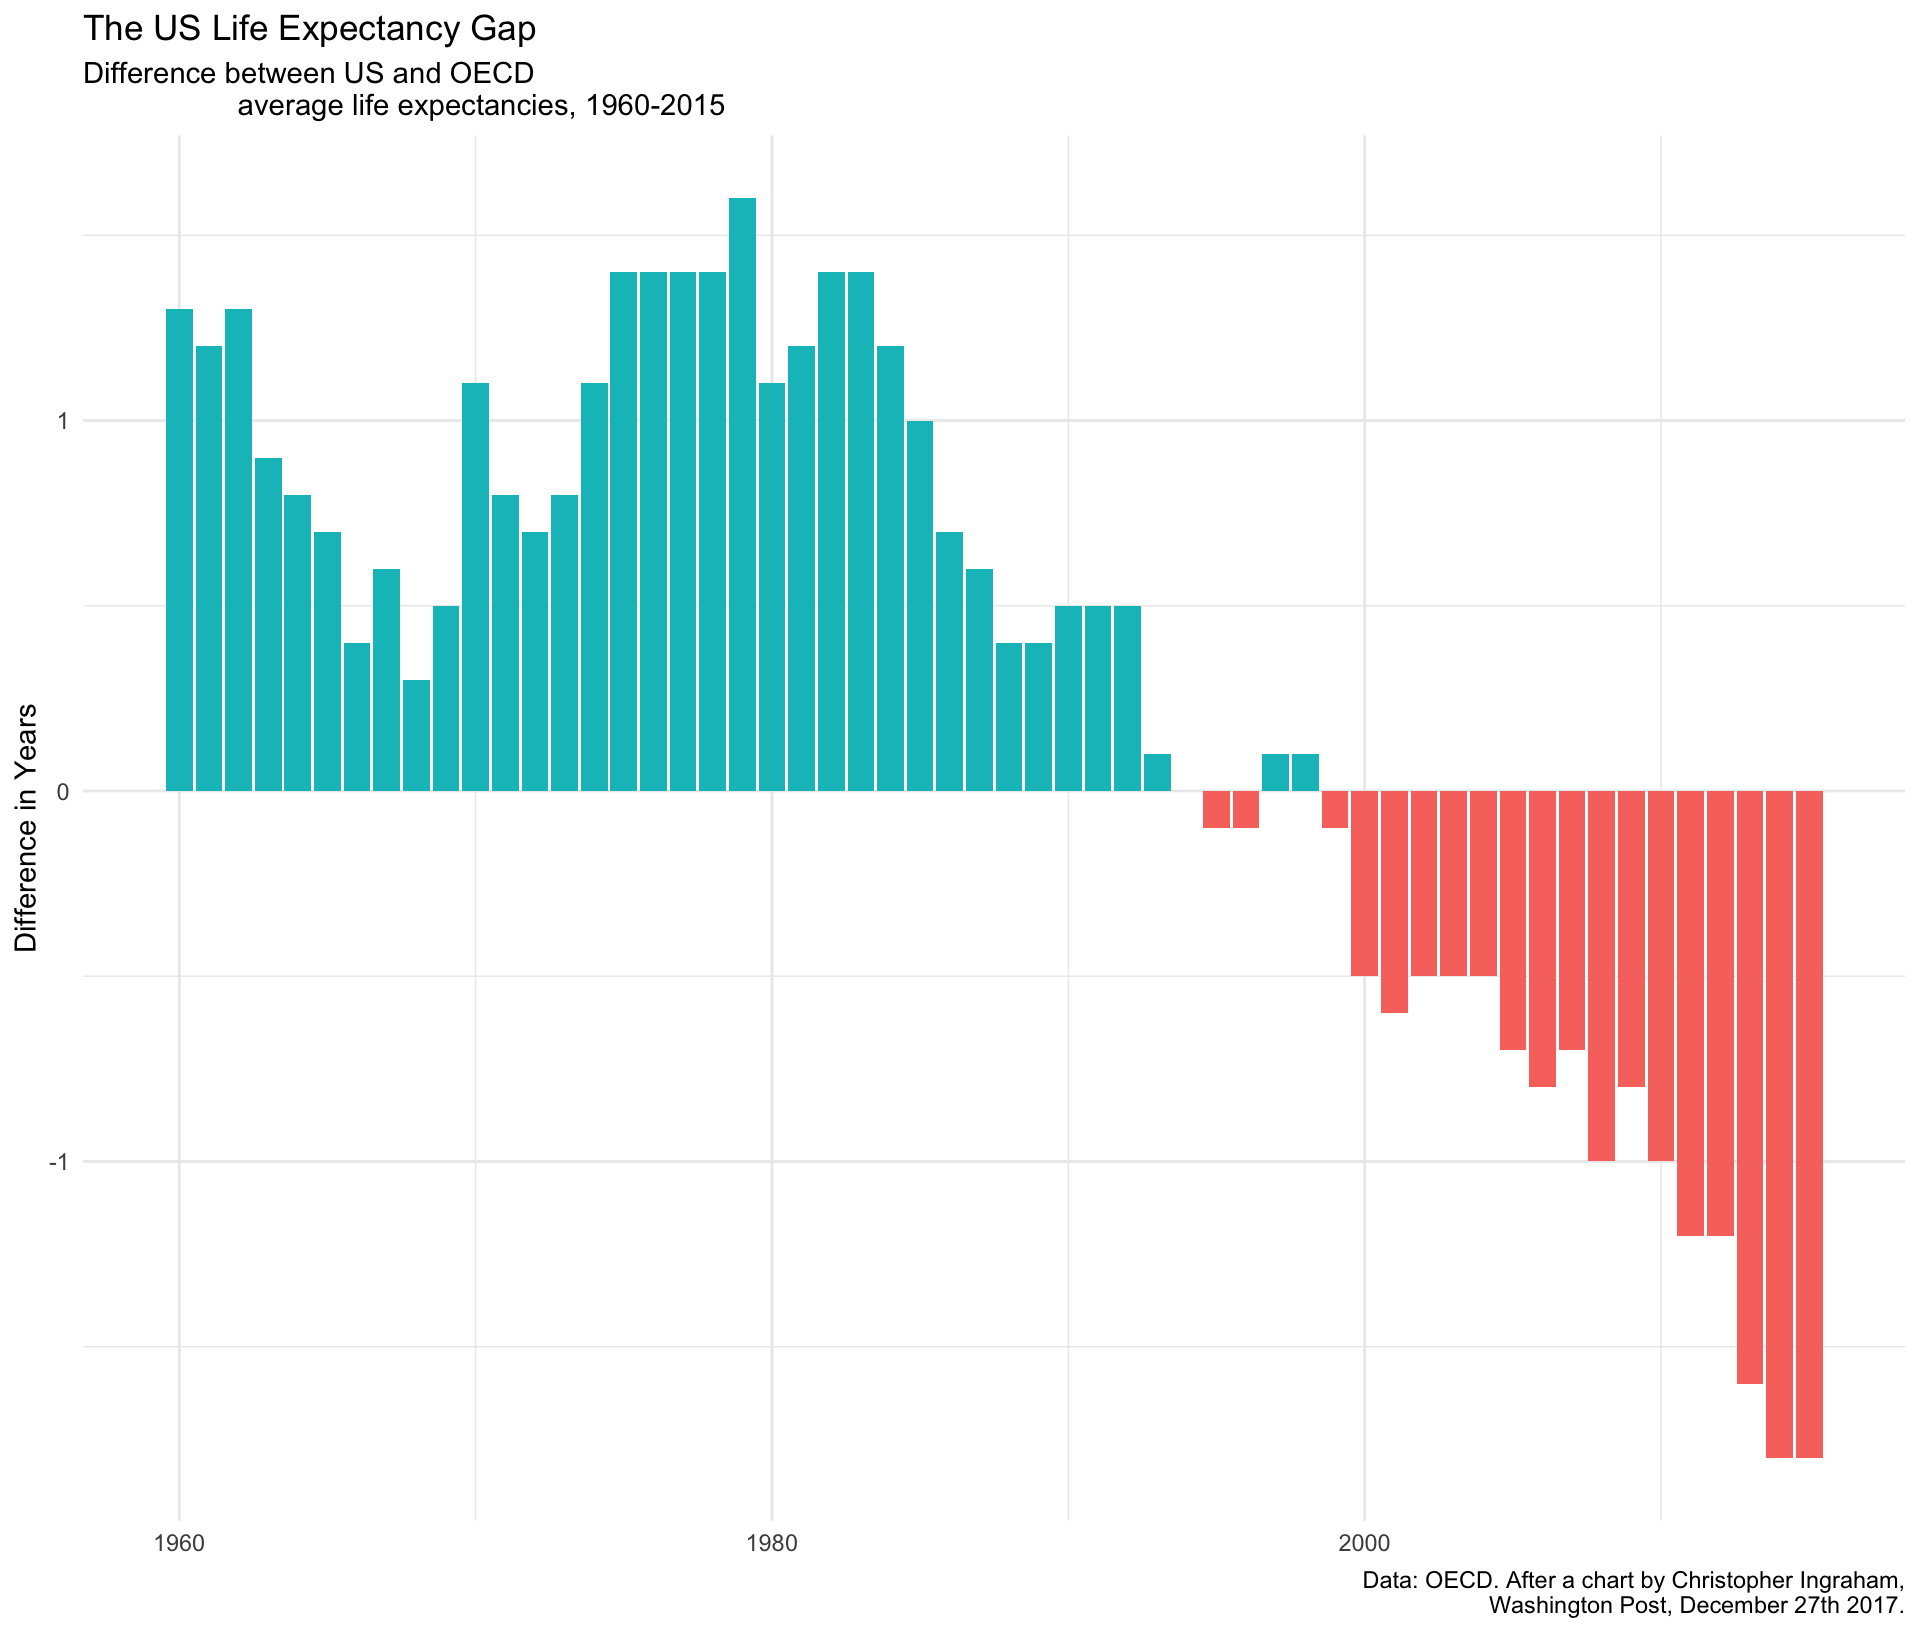 The US Life Expectancy Gap
Difference between US and OECD
average life expectancies, 1960-2015
Difference in Years
1
0
-1
1960
1980
2000
Data: OECD. After a chart by Christopher Ingraham,
Washington Post, December 27th 2017.